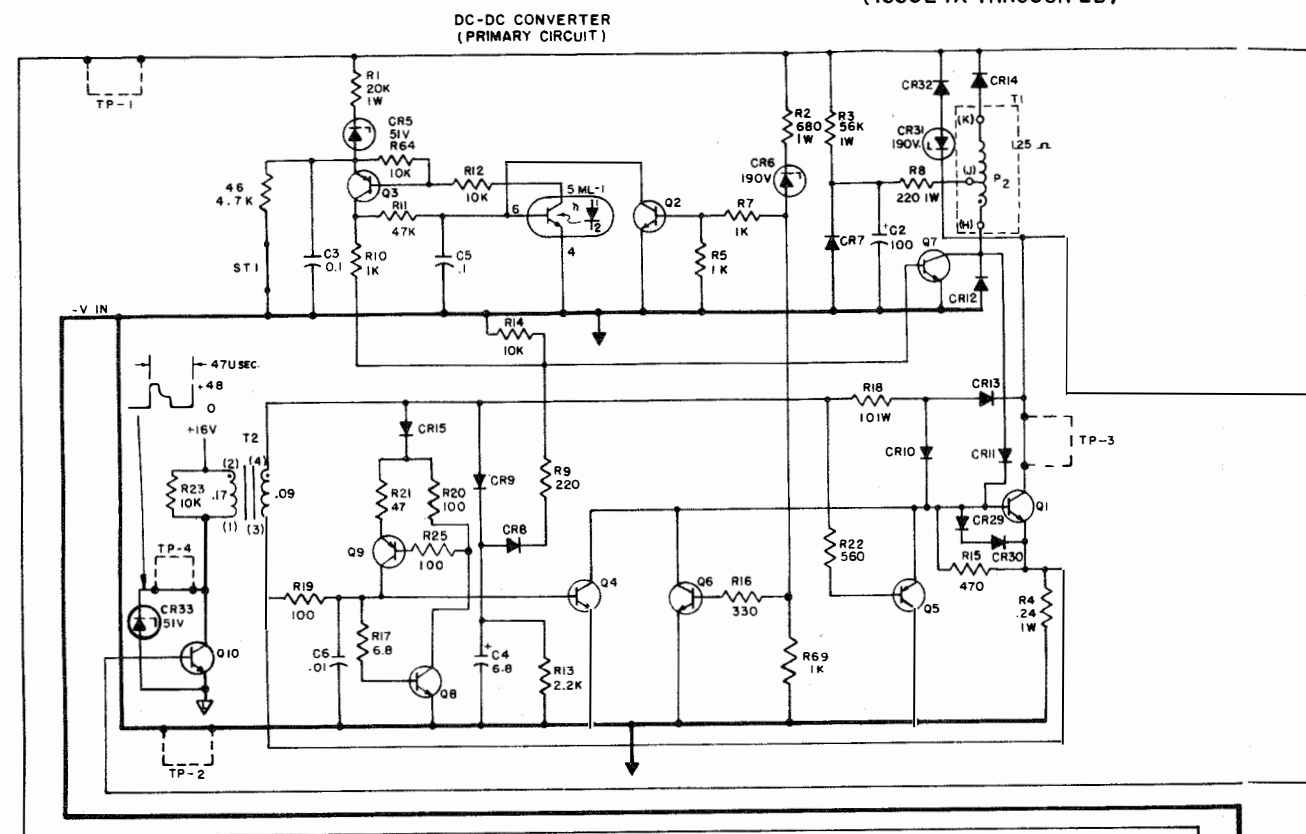 DC-DC CONVERTER
(PRIMARY CIRCUIT)
TP-1
R1
20K
1W
CR5
51V
R64
10K
Q3
R12
10K
46
4.7K
ST1
C3
0.1
R11
47K
R10
1K
C5
.1
5 ML-1
6
h
2
4
Q2
R7
1K
R5
1K
CR6
190V
R2
680
1W
R3
56K
1W
CR7
+
C2
100
R8
220 1W
CR32
CR31
190V
CR14
T1
(K)
(J)
(H)
P2
1.25 Ω
Q7
CR12
-V IN
R14
10K
47USEC.
+48
0
+16V
T2
(2)
(4)
R23
10K
.17
.09
(1)
(3)
TP-4
CR33
51V
Q10
TP-2
CR15
R21
47
R20
100
CR9
R9
220
CR8
Q9
R25
100
R19
100
C6
.01
R17
6.8
Q8
+
C4
6.8
R13
2.2K
Q4
Q6
R16
330
R69
1K
R22
560
Q5
R18
101W
CR13
CR10
CR11
TP-3
Q1
CR29
CR30
R15
470
R4
.24
1W